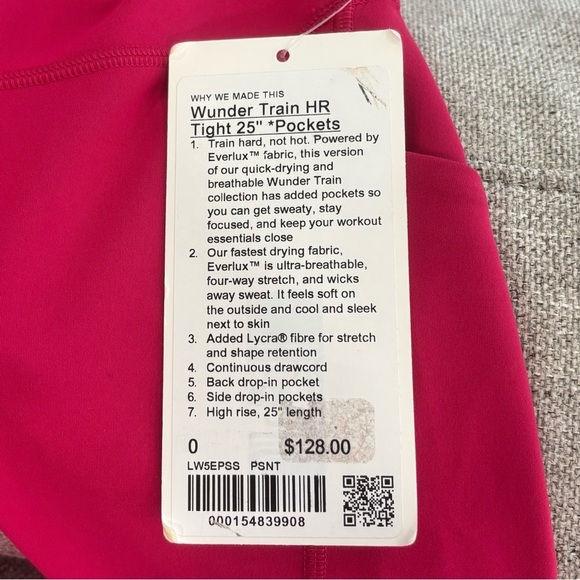 WHY WE MADE THIS
Wunder Train HR
Tight 25" *Pockets
1. Train hard, not hot. Powered by
Everlux™ fabric, this version
of our quick-drying and
breathable Wunder Train
collection has added pockets so
you can get sweaty, stay
focused, and keep your workout
essentials close
2. Our fastest drying fabric,
Everlux™ is ultra-breathable,
four-way stretch, and wicks
away sweat. It feels soft on
the outside and cool and sleek
next to skin
3. Added Lycra® fibre for stretch
and shape retention
4. Continuous drawcord
5. Back drop-in pocket
6. Side drop-in pockets
7. High rise, 25" length
0 $128.00
LW5EPSS PSNT
000154839908